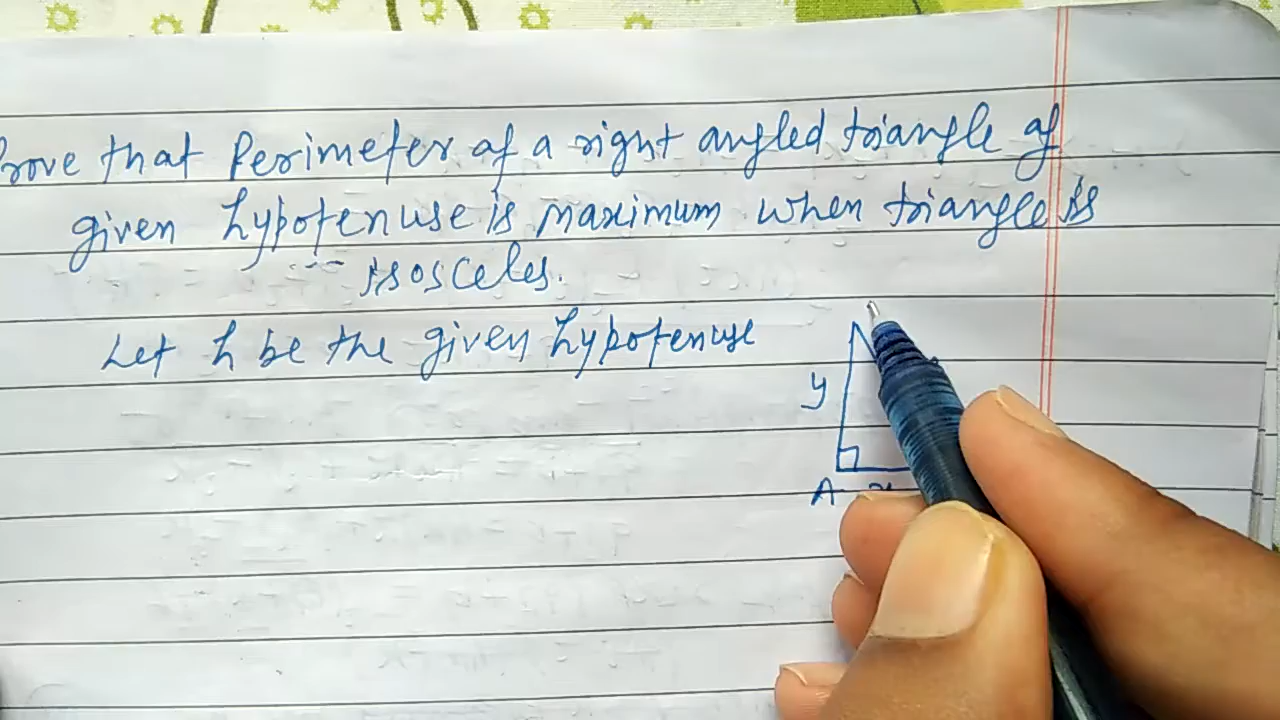 Prove that Perimeter of a right angled triangle of
given hypotenuse is maximum when triangle is
isosceles.
Let h be the given hypotenuse
y
A